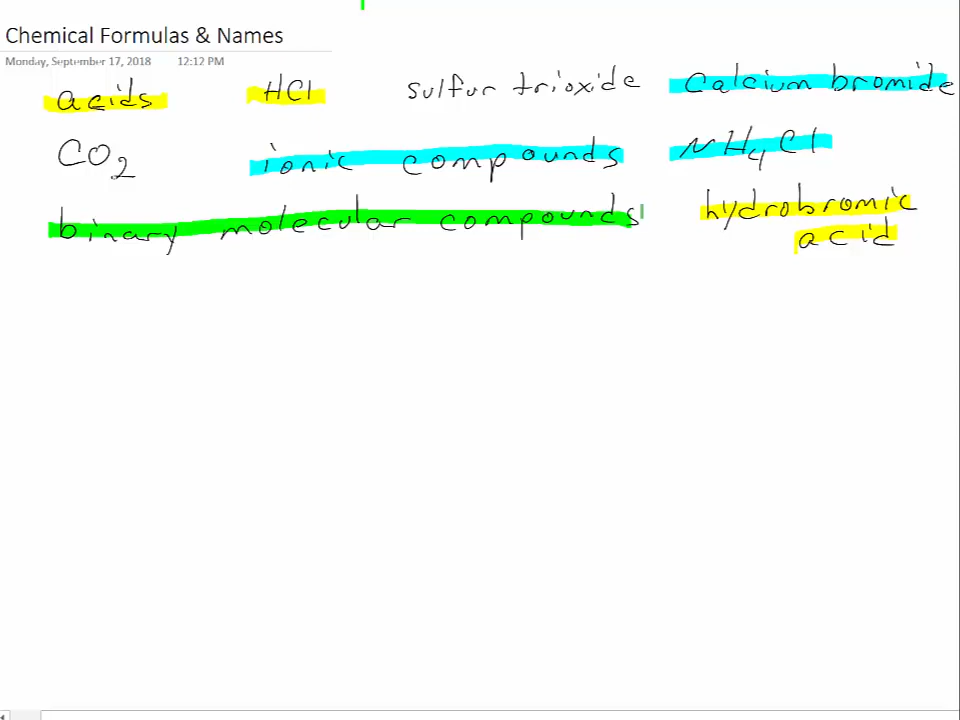 Chemical Formulas & Names
Monday, September 17, 2018 12:12 PM
acids HCl sulfur trioxide Calcium bromide
CO2 ionic compounds NH4Cl
binary molecular compounds hydrobromic
acid